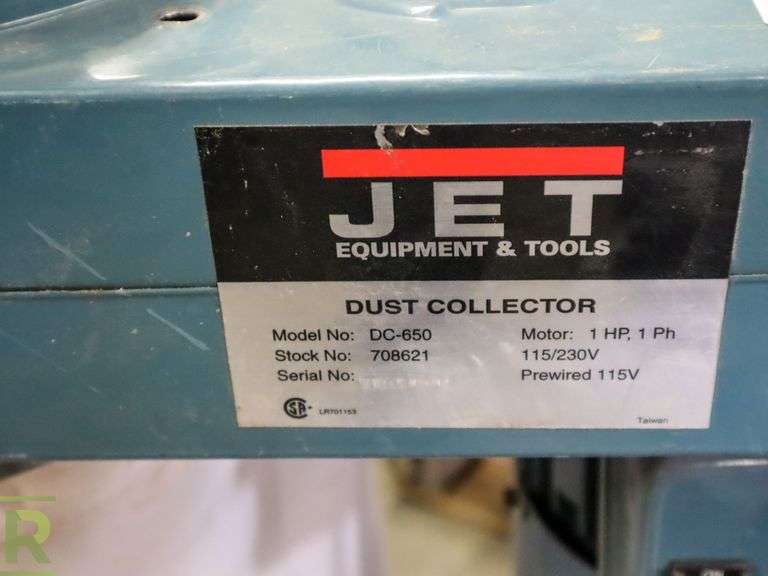 JET
EQUIPMENT & TOOLS
DUST COLLECTOR
Model No: DC-650
Motor: 1 HP, 1 Ph
Stock No: 708621
115/230V
Serial No:
Prewired 115V
LR701153
Taiwan
R